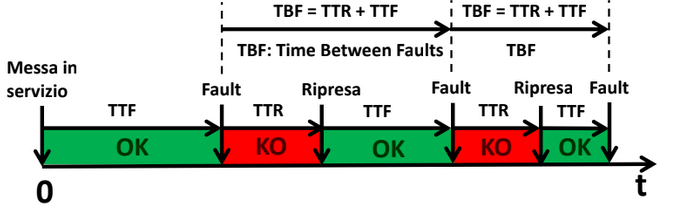 TBF = TTR + TTF
TBF = TTR + TTF
TBF: Time Between Faults
TBF
Messa in
servizio
Fault
Ripresa
Fault
Ripresa
Fault
TTF
TTR
TTF
TTR
TTF
OK
KO
OK
KO
OK
0
t